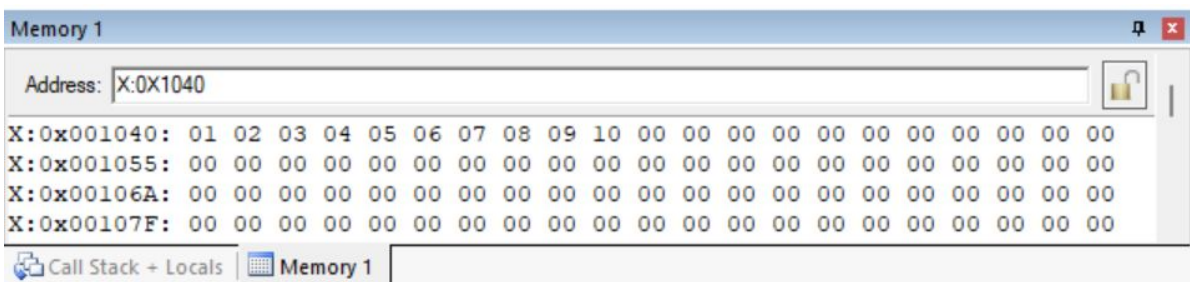 Memory 1
Address: X:0X1040
X:0x001040: 01 02 03 04 05 06 07 08 09 10 00 00 00 00 00 00 00 00 00 00 00
X:0x001055: 00 00 00 00 00 00 00 00 00 00 00 00 00 00 00 00 00 00 00 00 00
X:0x00106A: 00 00 00 00 00 00 00 00 00 00 00 00 00 00 00 00 00 00 00 00 00
X:0x00107F: 00 00 00 00 00 00 00 00 00 00 00 00 00 00 00 00 00 00 00 00 00
Call Stack + Locals Memory 1